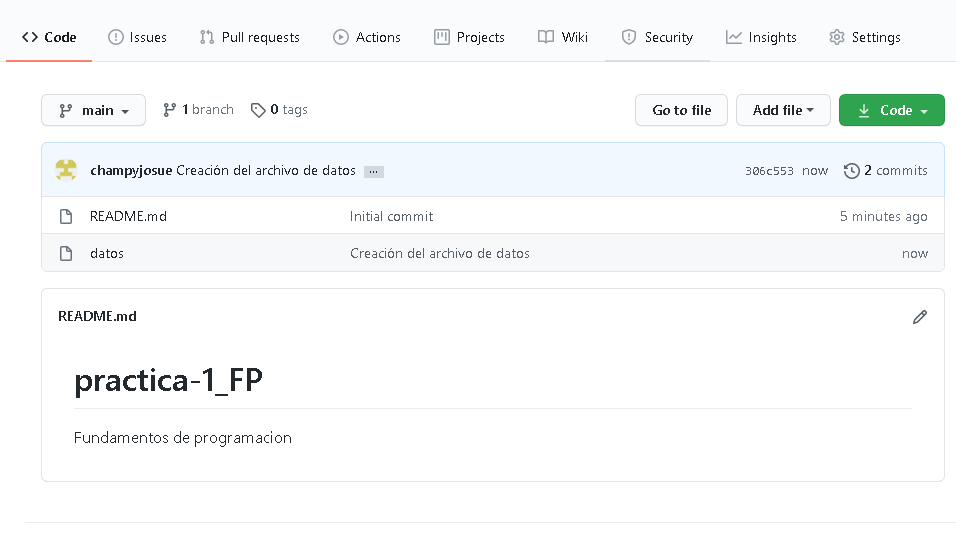 Code Issues Pull requests Actions Projects Wiki Security Insights Settings
main 1 branch 0 tags Go to file Add file Code
champyjosue Creación del archivo de datos ... 306c553 now 2 commits
README.md Initial commit 5 minutes ago
datos Creación del archivo de datos now
README.md
practica-1_FP
Fundamentos de programacion